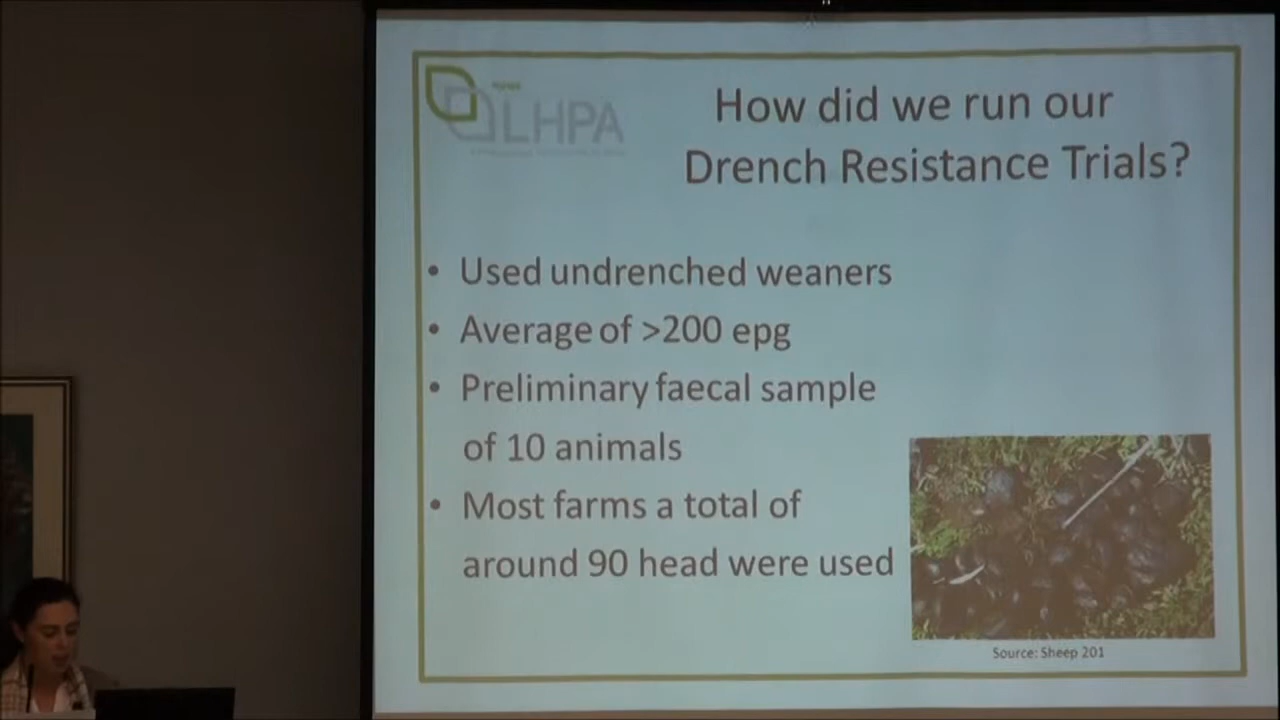 LHPA
How did we run our
Drench Resistance Trials?
• Used undrenched weaners
• Average of >200 epg
• Preliminary faecal sample
of 10 animals
• Most farms a total of
around 90 head were used
Source: Sheep 201